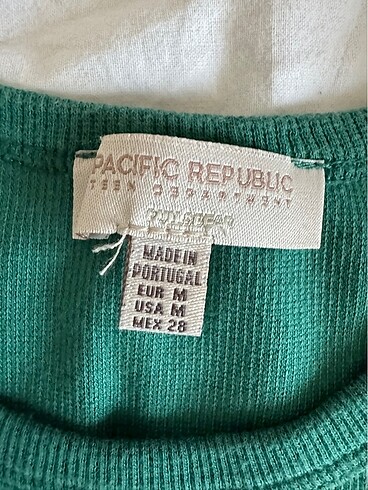 PACIFIC REPUBLIC
TEEN DEPARTMENT
MADE IN
PORTUGAL
EUR M
USA M
MEX 28